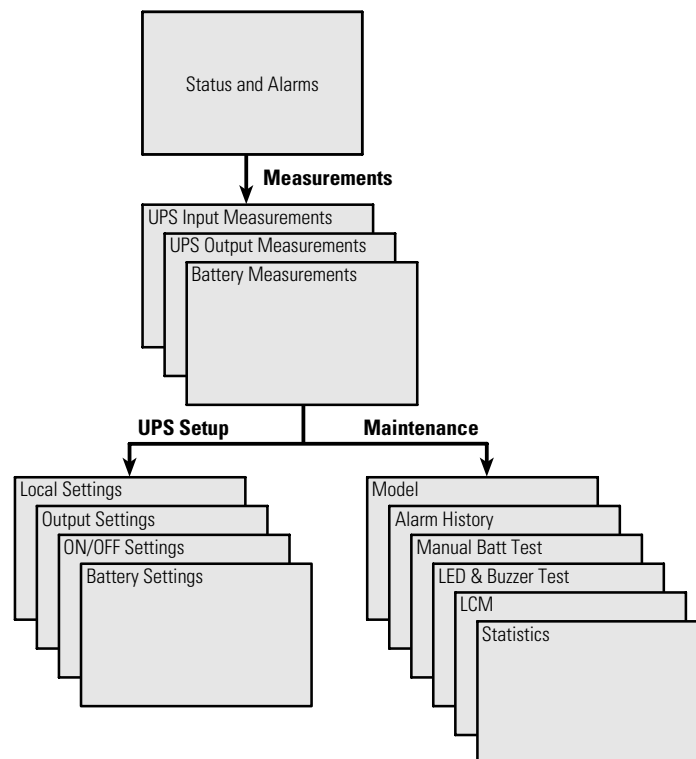 Status and Alarms
Measurements
UPS Input Measurements
UPS Output Measurements
Battery Measurements
UPS Setup
Maintenance
Local Settings
Output Settings
ON/OFF Settings
Battery Settings
Model
Alarm History
Manual Batt Test
LED & Buzzer Test
LCM
Statistics